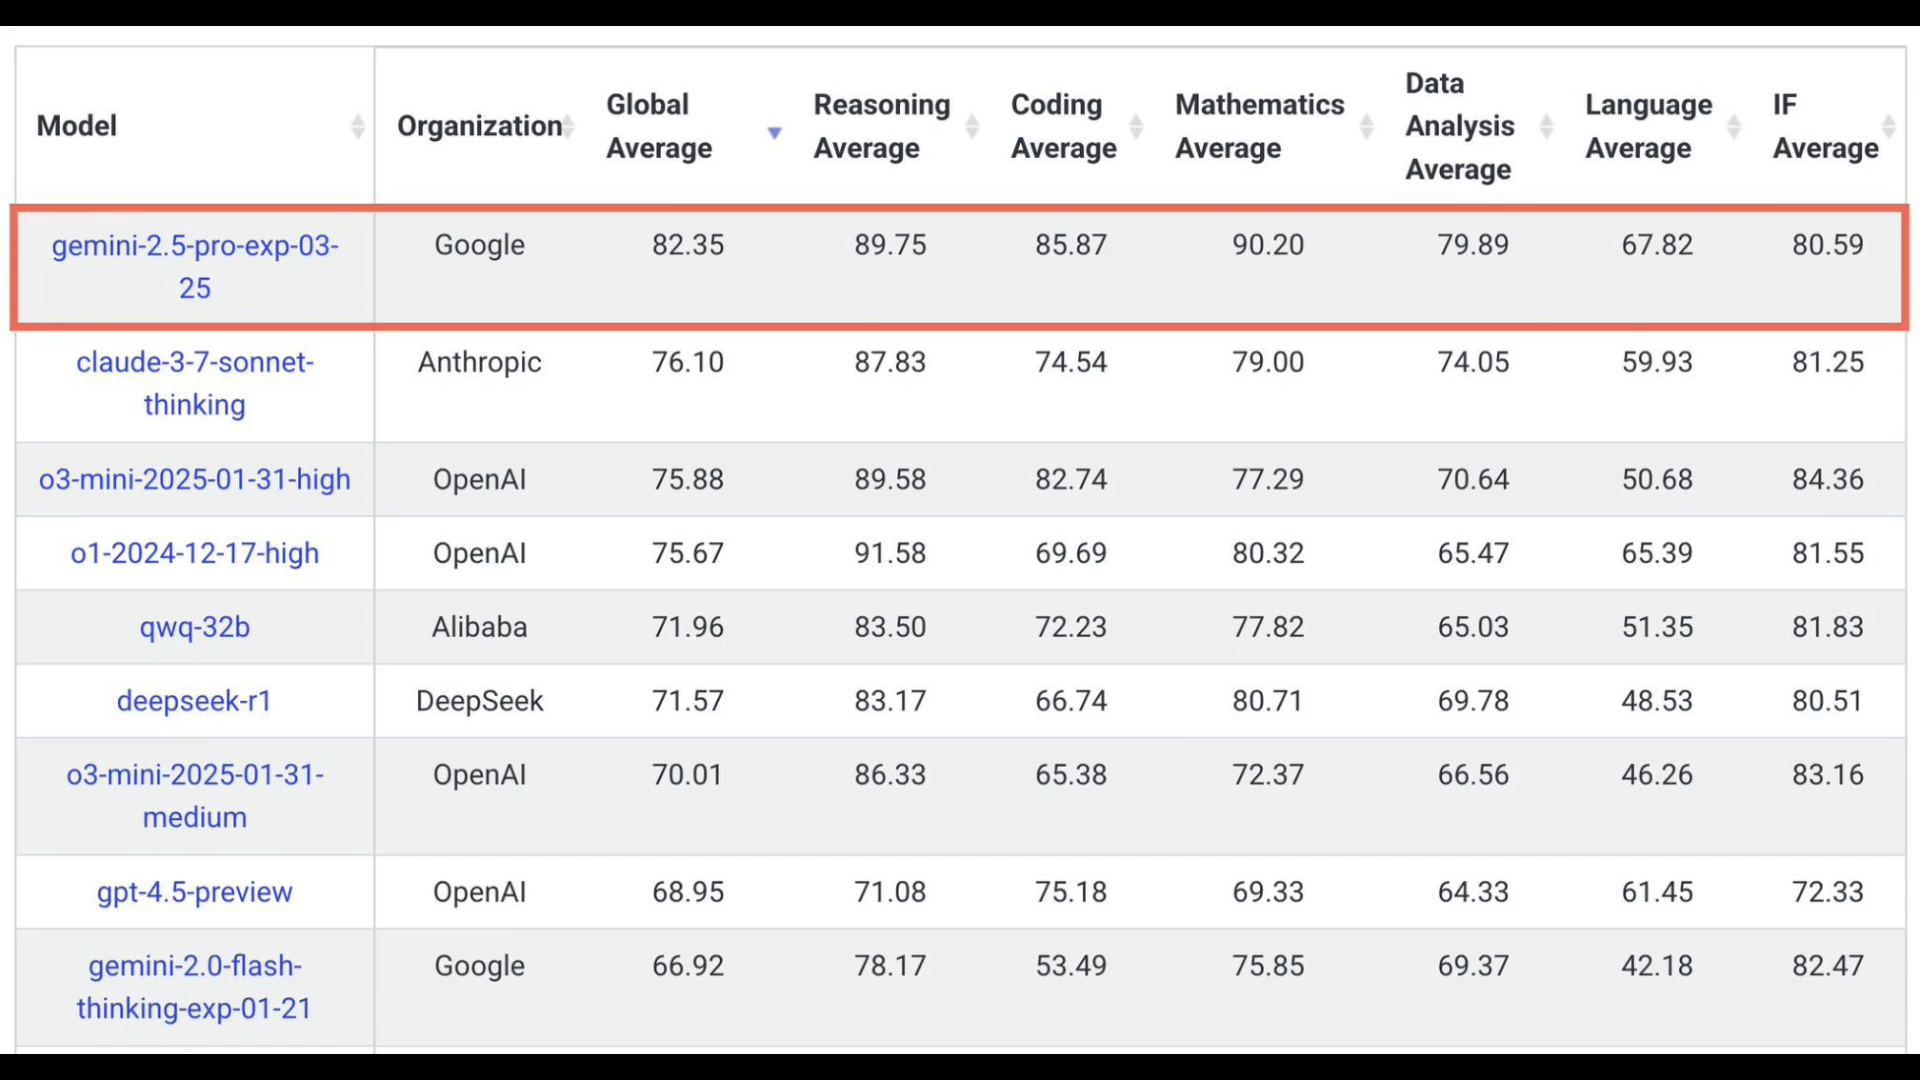 Model Organization Global Average Reasoning Average Coding Average Mathematics Average Data Analysis Average Language Average IF Average
gemini-2.5-pro-exp-03-25 Google 82.35 89.75 85.87 90.20 79.89 67.82 80.59
claude-3-7-sonnet-thinking Anthropic 76.10 87.83 74.54 79.00 74.05 59.93 81.25
o3-mini-2025-01-31-high OpenAI 75.88 89.58 82.74 77.29 70.64 50.68 84.36
o1-2024-12-17-high OpenAI 75.67 91.58 69.69 80.32 65.47 65.39 81.55
qwq-32b Alibaba 71.96 83.50 72.23 77.82 65.03 51.35 81.83
deepseek-r1 DeepSeek 71.57 83.17 66.74 80.71 69.78 48.53 80.51
o3-mini-2025-01-31-medium OpenAI 70.01 86.33 65.38 72.37 66.56 46.26 83.16
gpt-4.5-preview OpenAI 68.95 71.08 75.18 69.33 64.33 61.45 72.33
gemini-2.0-flash-thinking-exp-01-21 Google 66.92 78.17 53.49 75.85 69.37 42.18 82.47